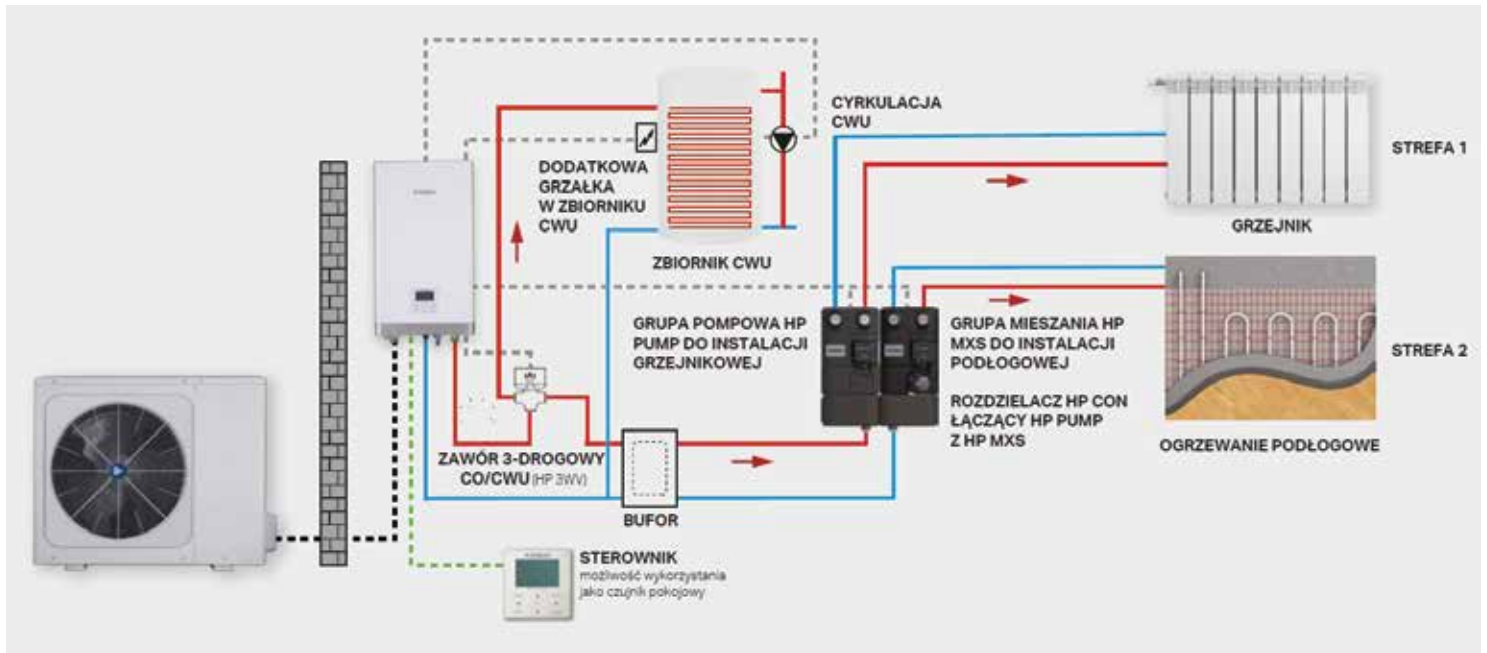 CYRKULACJA
CWU
STREFA 1
DODATKOWA
GRZAŁKA
W ZBIORNIKU
CWU
GRZEJNIK
ZBIORNIK CWU
GRUPA POMPOWA HP
PUMP DO INSTALACJI
GRZEJNIKOWEJ
GRUPA MIESZANIA HP
MXS DO INSTALACJI
PODŁOGOWEJ
STREFA 2
ROZDZIELACZ HP CON
ŁĄCZĄCY HP PUMP
Z HP MXS
OGRZEWANIE PODŁOGOWE
ZAWÓR 3-DROGOWY
CO/CWU (HP 3WV)
BUFOR
STEROWNIK
możliwość wykorzystania
jako czujnik pokojowy